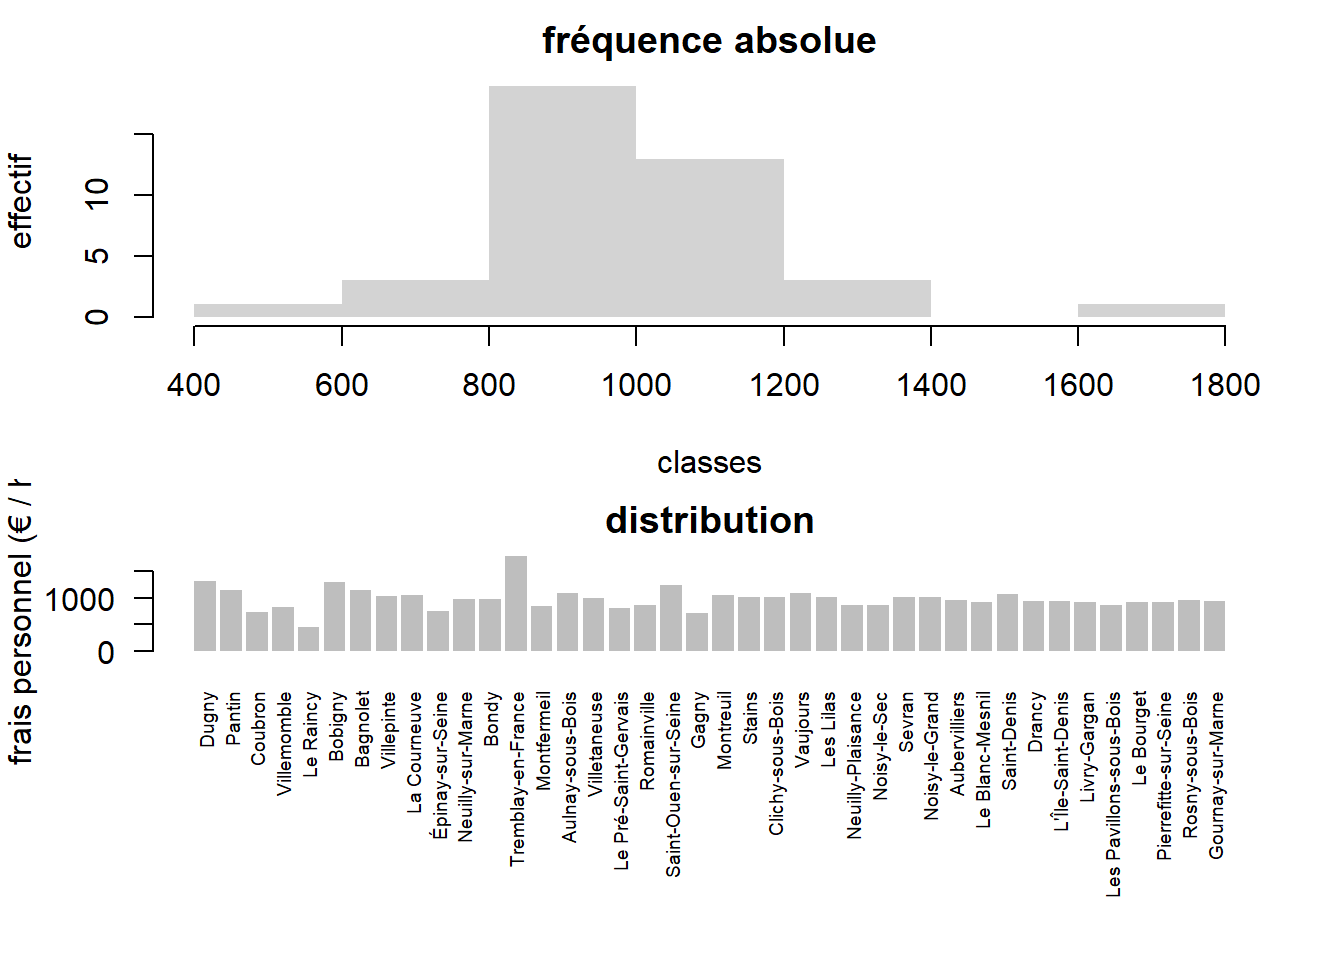 fréquence absolue
effectif
10
5
0
400 600 800 1000 1200 1400 1600 1800
classes
distribution
frais personnel (€ / 
1000
0
Dugny
Pantin
Coubron
Villemomble
Le Raincy
Bobigny
Bagnolet
Villepinte
La Courneuve
Épinay-sur-Seine
Neuilly-sur-Marne
Bondy
Tremblay-en-France
Montfermeil
Aulnay-sous-Bois
Villetaneuse
Le Pré-Saint-Gervais
Romainville
Saint-Ouen-sur-Seine
Gagny
Montreuil
Stains
Clichy-sous-Bois
Vaujours
Les Lilas
Neuilly-Plaisance
Noisy-le-Sec
Sevran
Noisy-le-Grand
Aubervilliers
Le Blanc-Mesnil
Saint-Denis
Drancy
L'Île-Saint-Denis
Livry-Gargan
Les Pavillons-sous-Bois
Le Bourget
Pierrefitte-sur-Seine
Rosny-sous-Bois
Gournay-sur-Marne